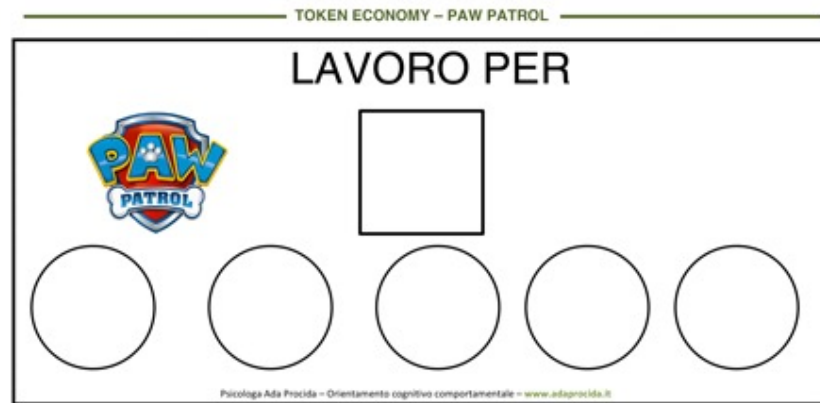 TOKEN ECONOMY – PAW PATROL
LAVORO PER
PAW
PATROL
Psicologa Ada Procida – Orientamento cognitivo comportamentale – www.adaprocida.it